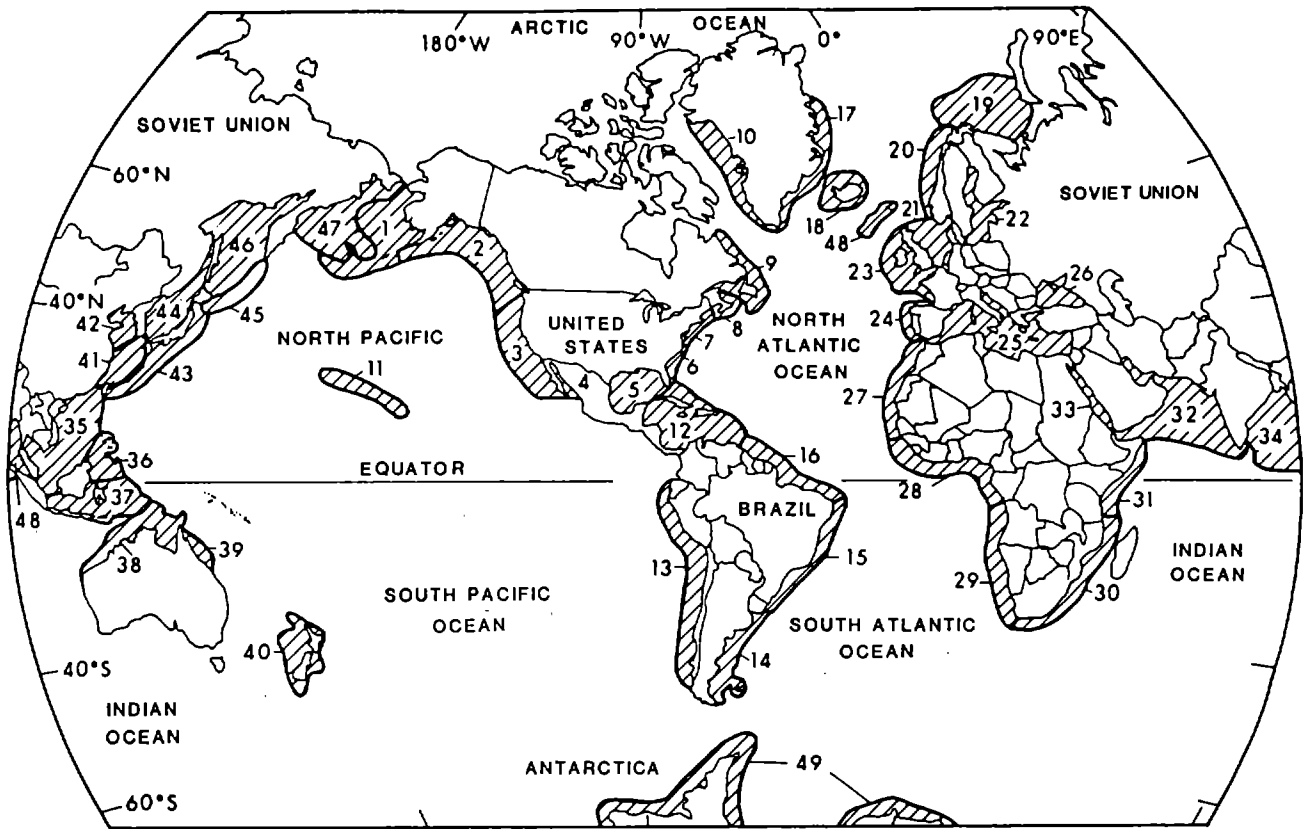 ARCTIC OCEAN
180°W 90°W 0° 90°E
SOVIET UNION
19
17
10
20
60°N
SOVIET UNION
18
21
22
48
47
1
2
46
23
9
26
40°N
44
45
42
UNITED
STATES
8
7
NORTH
ATLANTIC
OCEAN
24
25
NORTH PACIFIC
3
41
43
6
11
4
5
27
33
32
34
35
12
36
16
EQUATOR
37
28
48
BRAZIL
31
39
38
13
15
29
30
INDIAN
OCEAN
SOUTH PACIFIC
OCEAN
SOUTH ATLANTIC
OCEAN
40
14
40°S
INDIAN
OCEAN
ANTARCTICA
49
60°S